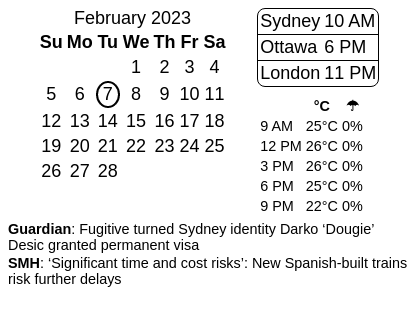 February 2023
Su Mo Tu We Th Fr Sa
1 2 3 4
5 6 7 8 9 10 11
12 13 14 15 16 17 18
19 20 21 22 23 24 25
26 27 28
Sydney 10 AM
Ottawa 6 PM
London 11 PM
°C ☂
9 AM 25°C 0%
12 PM 26°C 0%
3 PM 26°C 0%
6 PM 25°C 0%
9 PM 22°C 0%
Guardian: Fugitive turned Sydney identity Darko ‘Dougie’
Desic granted permanent visa
SMH: ‘Significant time and cost risks’: New Spanish-built trains
risk further delays